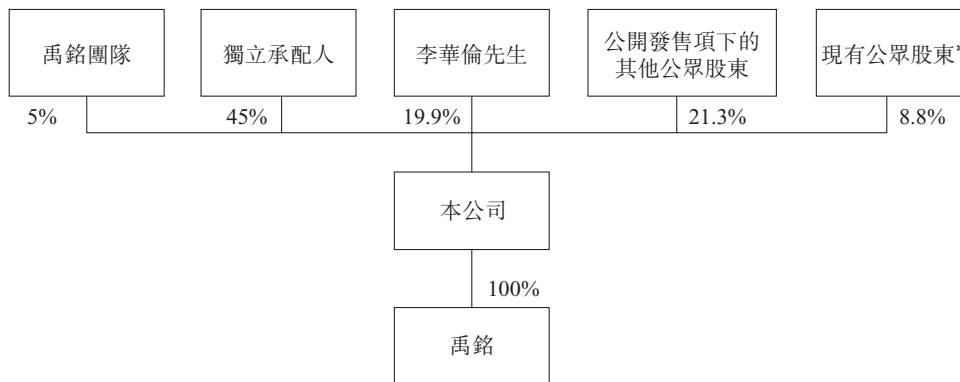 禹銘團隊
獨立承配人
李華倫先生
公開發售項下的
其他公眾股東
現有公眾股東*
5%
45%
19.9%
21.3%
8.8%
本公司
100%
禹銘